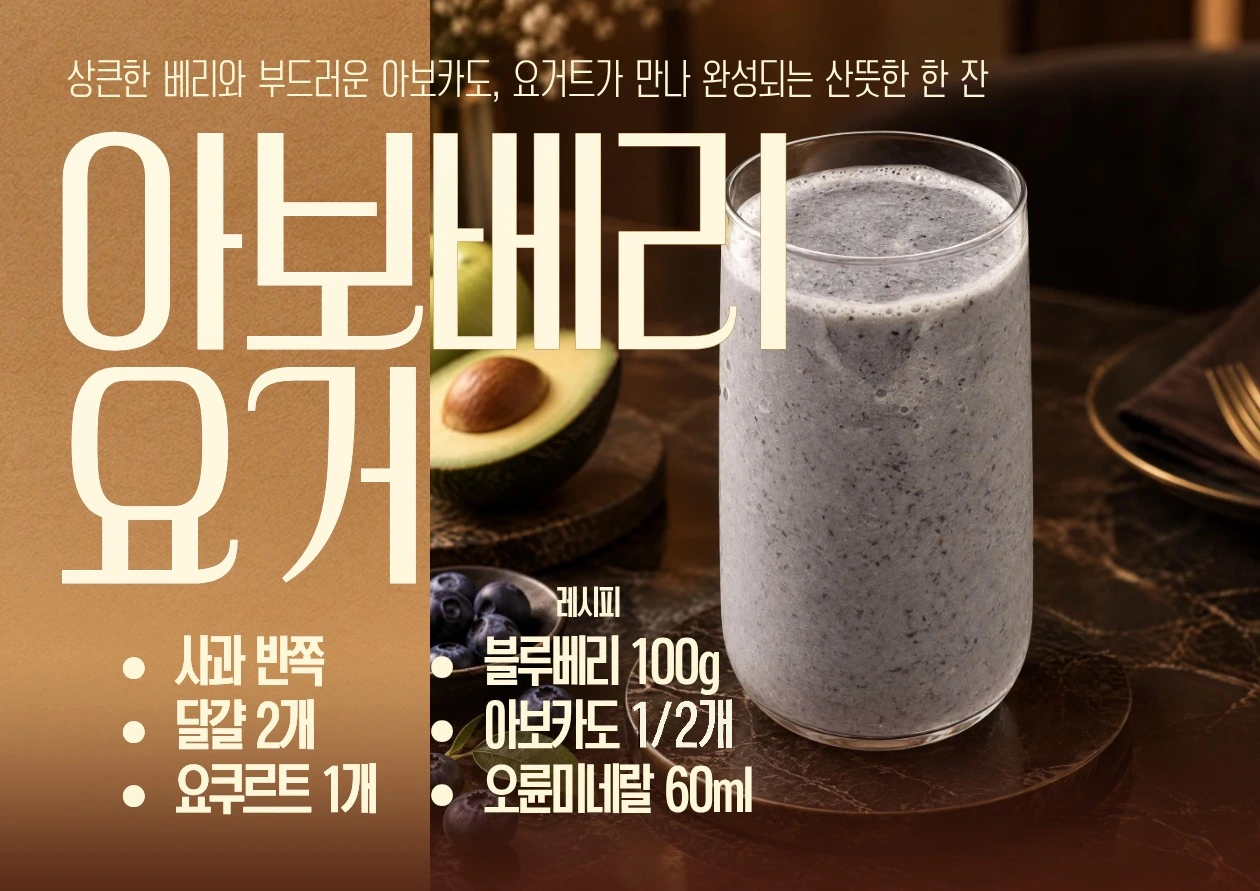 상큼한 베리와 부드러운 아보카도, 요거트가 만나 완성되는 산뜻한 한 잔
아보베리
요거
레시피
사과 반쪽
달걀 2개
요쿠르트 1개
블루베리 100g
아보카도 1/2개
오륜미네랄 60ml